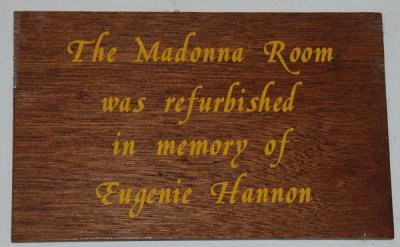 The Madonna Room
was refurbished
in memory of
Eugenie Hannon